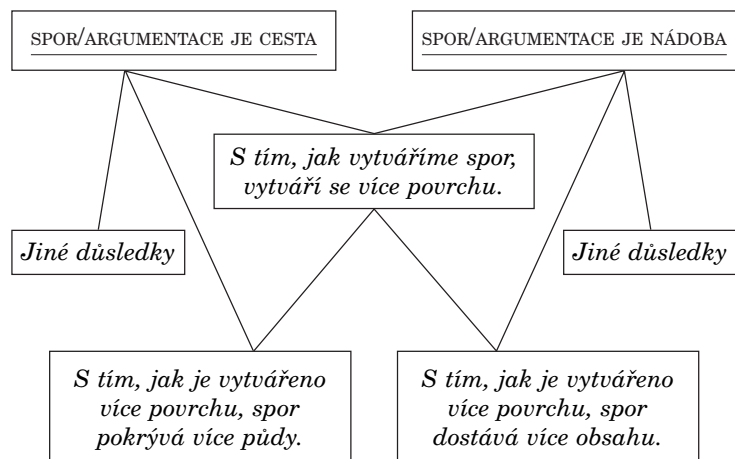 SPOR/ARGUMENTACE JE CESTA
SPOR/ARGUMENTACE JE NÁDOBA
S tím, jak vytváříme spor,
vytváří se více povrchu.
Jiné důsledky
Jiné důsledky
S tím, jak je vytvářeno
více povrchu, spor
pokrývá více půdy.
S tím, jak je vytvářeno
více povrchu, spor
dostává více obsahu.